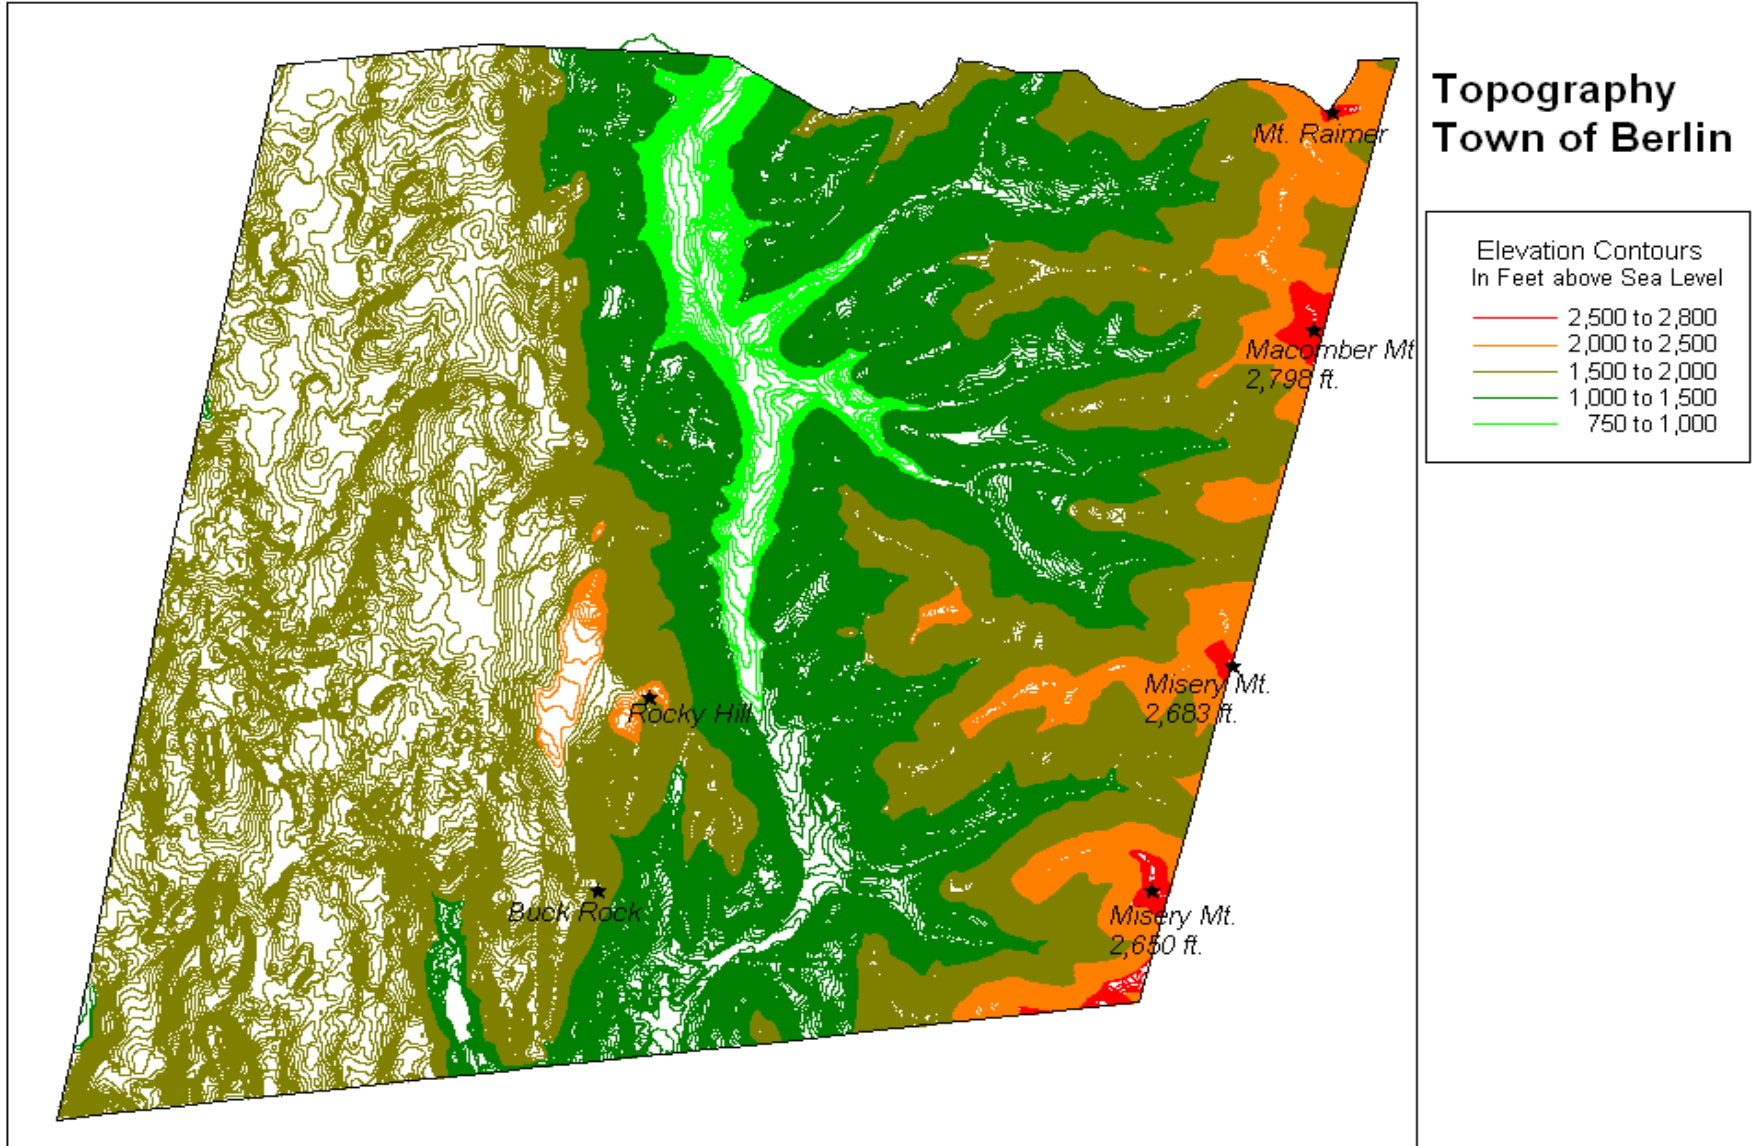 Topography
Town of Berlin
Elevation Contours
In Feet above Sea Level
2,500 to 2,800
2,000 to 2,500
1,500 to 2,000
1,000 to 1,500
750 to 1,000
Mt. Raimer
Macomber Mt
2,798 ft.
Misery Mt.
2,683 ft.
Rocky Hill
Buck Rock
Misery Mt.
2,650 ft.